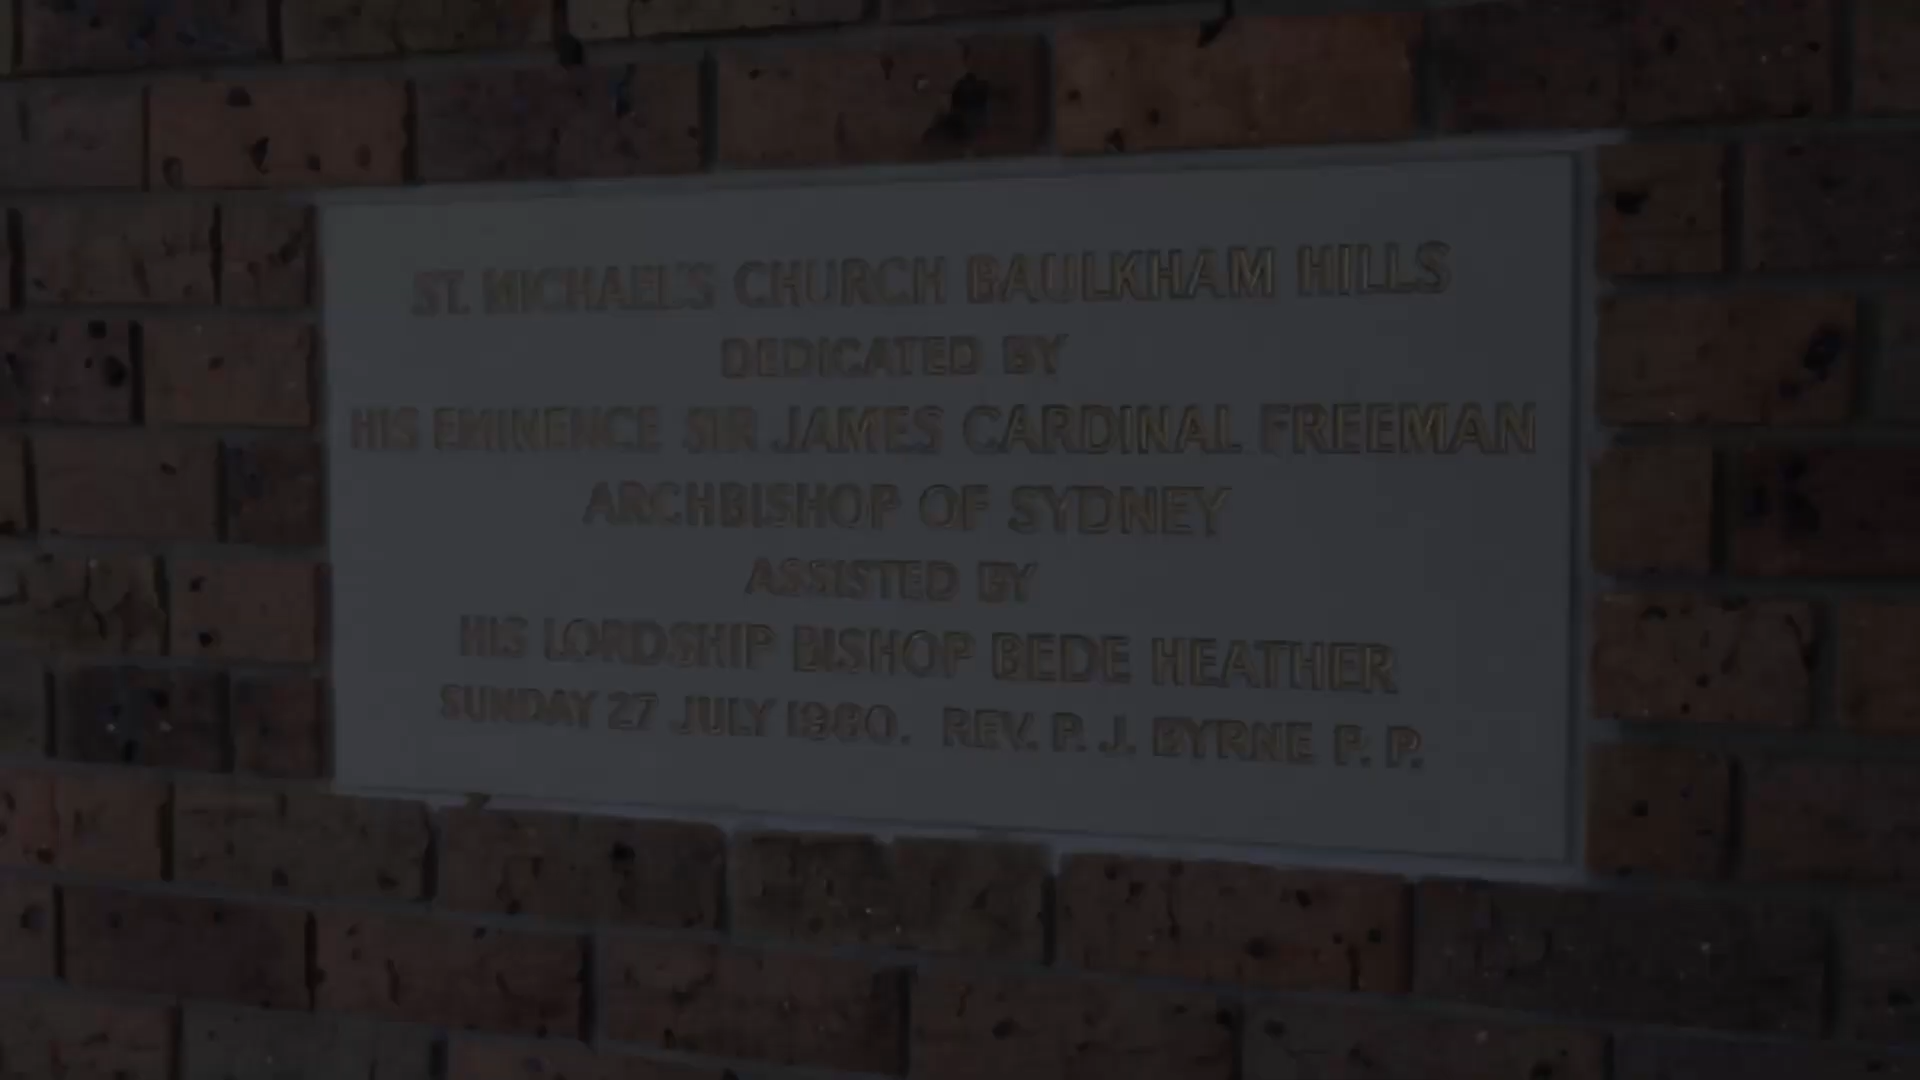 ST. MICHAEL'S CHURCH BAULKHAM HILLS
DEDICATED BY
HIS EMINENCE SIR JAMES CARDINAL FREEMAN
ARCHBISHOP OF SYDNEY
ASSISTED BY
HIS LORDSHIP BISHOP BEDE HEATHER
SUNDAY 27 JULY 1980. REV. P. J. BYRNE P. P.